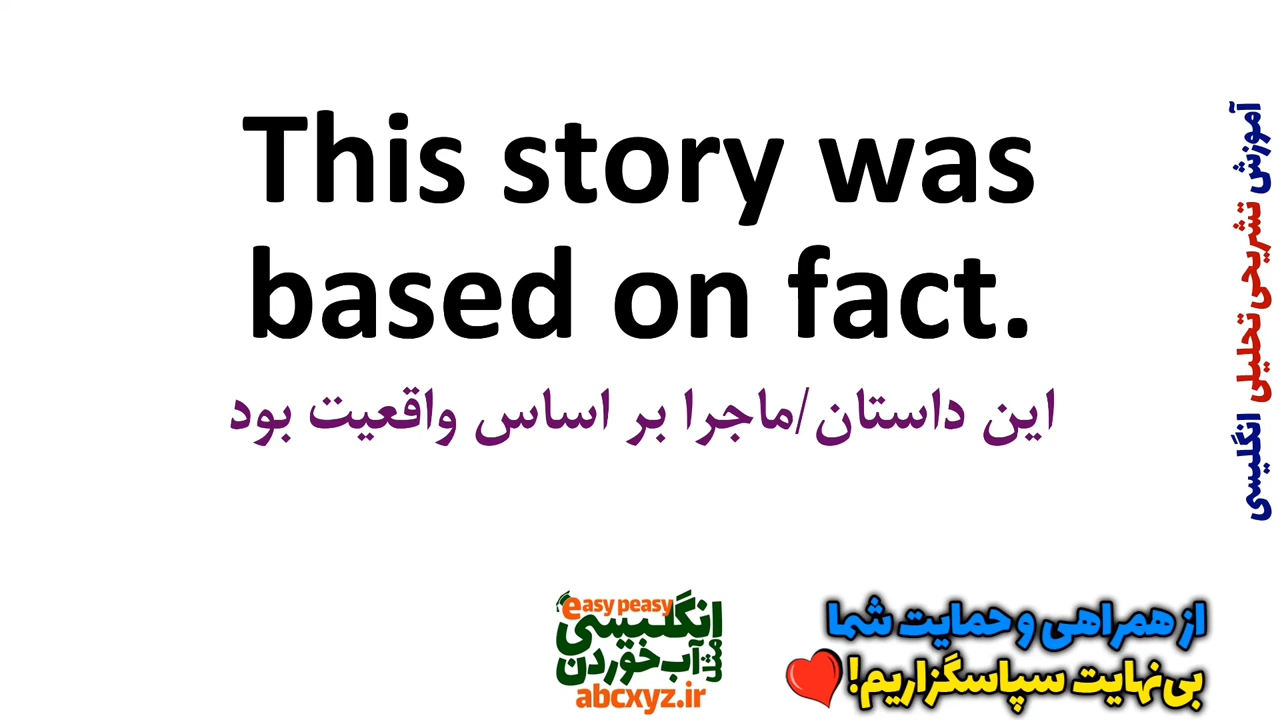 This story was
based on fact.
این داستان/ماجرا بر اساس واقعیت بود
آموزش تشریحی تحلیلی انگلیسی
easy peasy
انگلیسی
مثل آب خوردن
abcxyz.ir
از همراهی و حمایت شما
بی‌نهایت سپاسگزاریم!